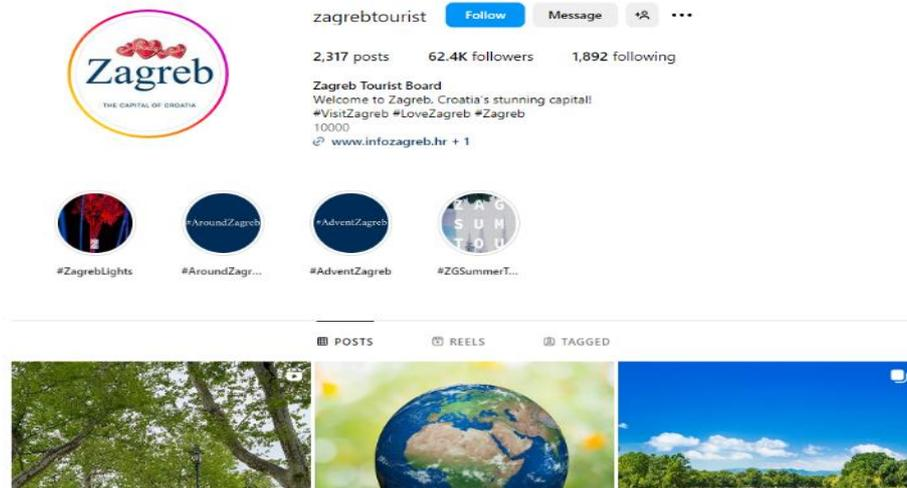 zagrebtourist Follow Message
2,317 posts 62.4K followers 1,892 following
Zagreb Tourist Board
Welcome to Zagreb, Croatia's stunning capital!
#VisitZagreb #LoveZagreb #Zagreb
10000
www.infozagreb.hr + 1
Zagreb
THE CAPITAL OF CROATIA
Z
#AroundZagreb
#AdventZagreb
Z A G
S U M
T O U
#ZagrebLights
#AroundZagr...
#AdventZagreb
#ZGSummerT...
POSTS REELS TAGGED